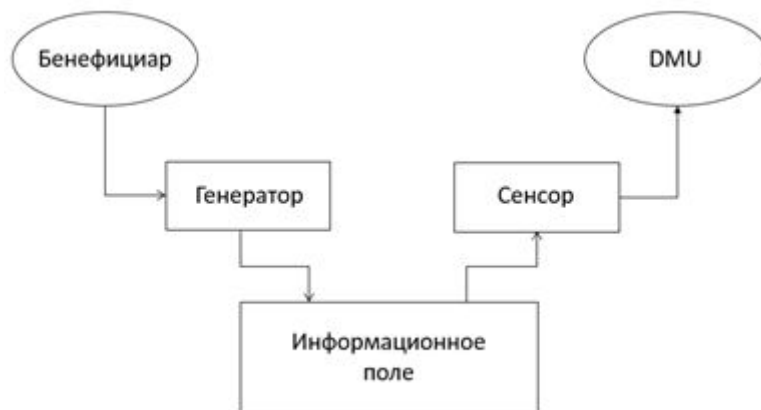 Бенефициар
DMU
Генератор
Сенсор
Информационное
поле